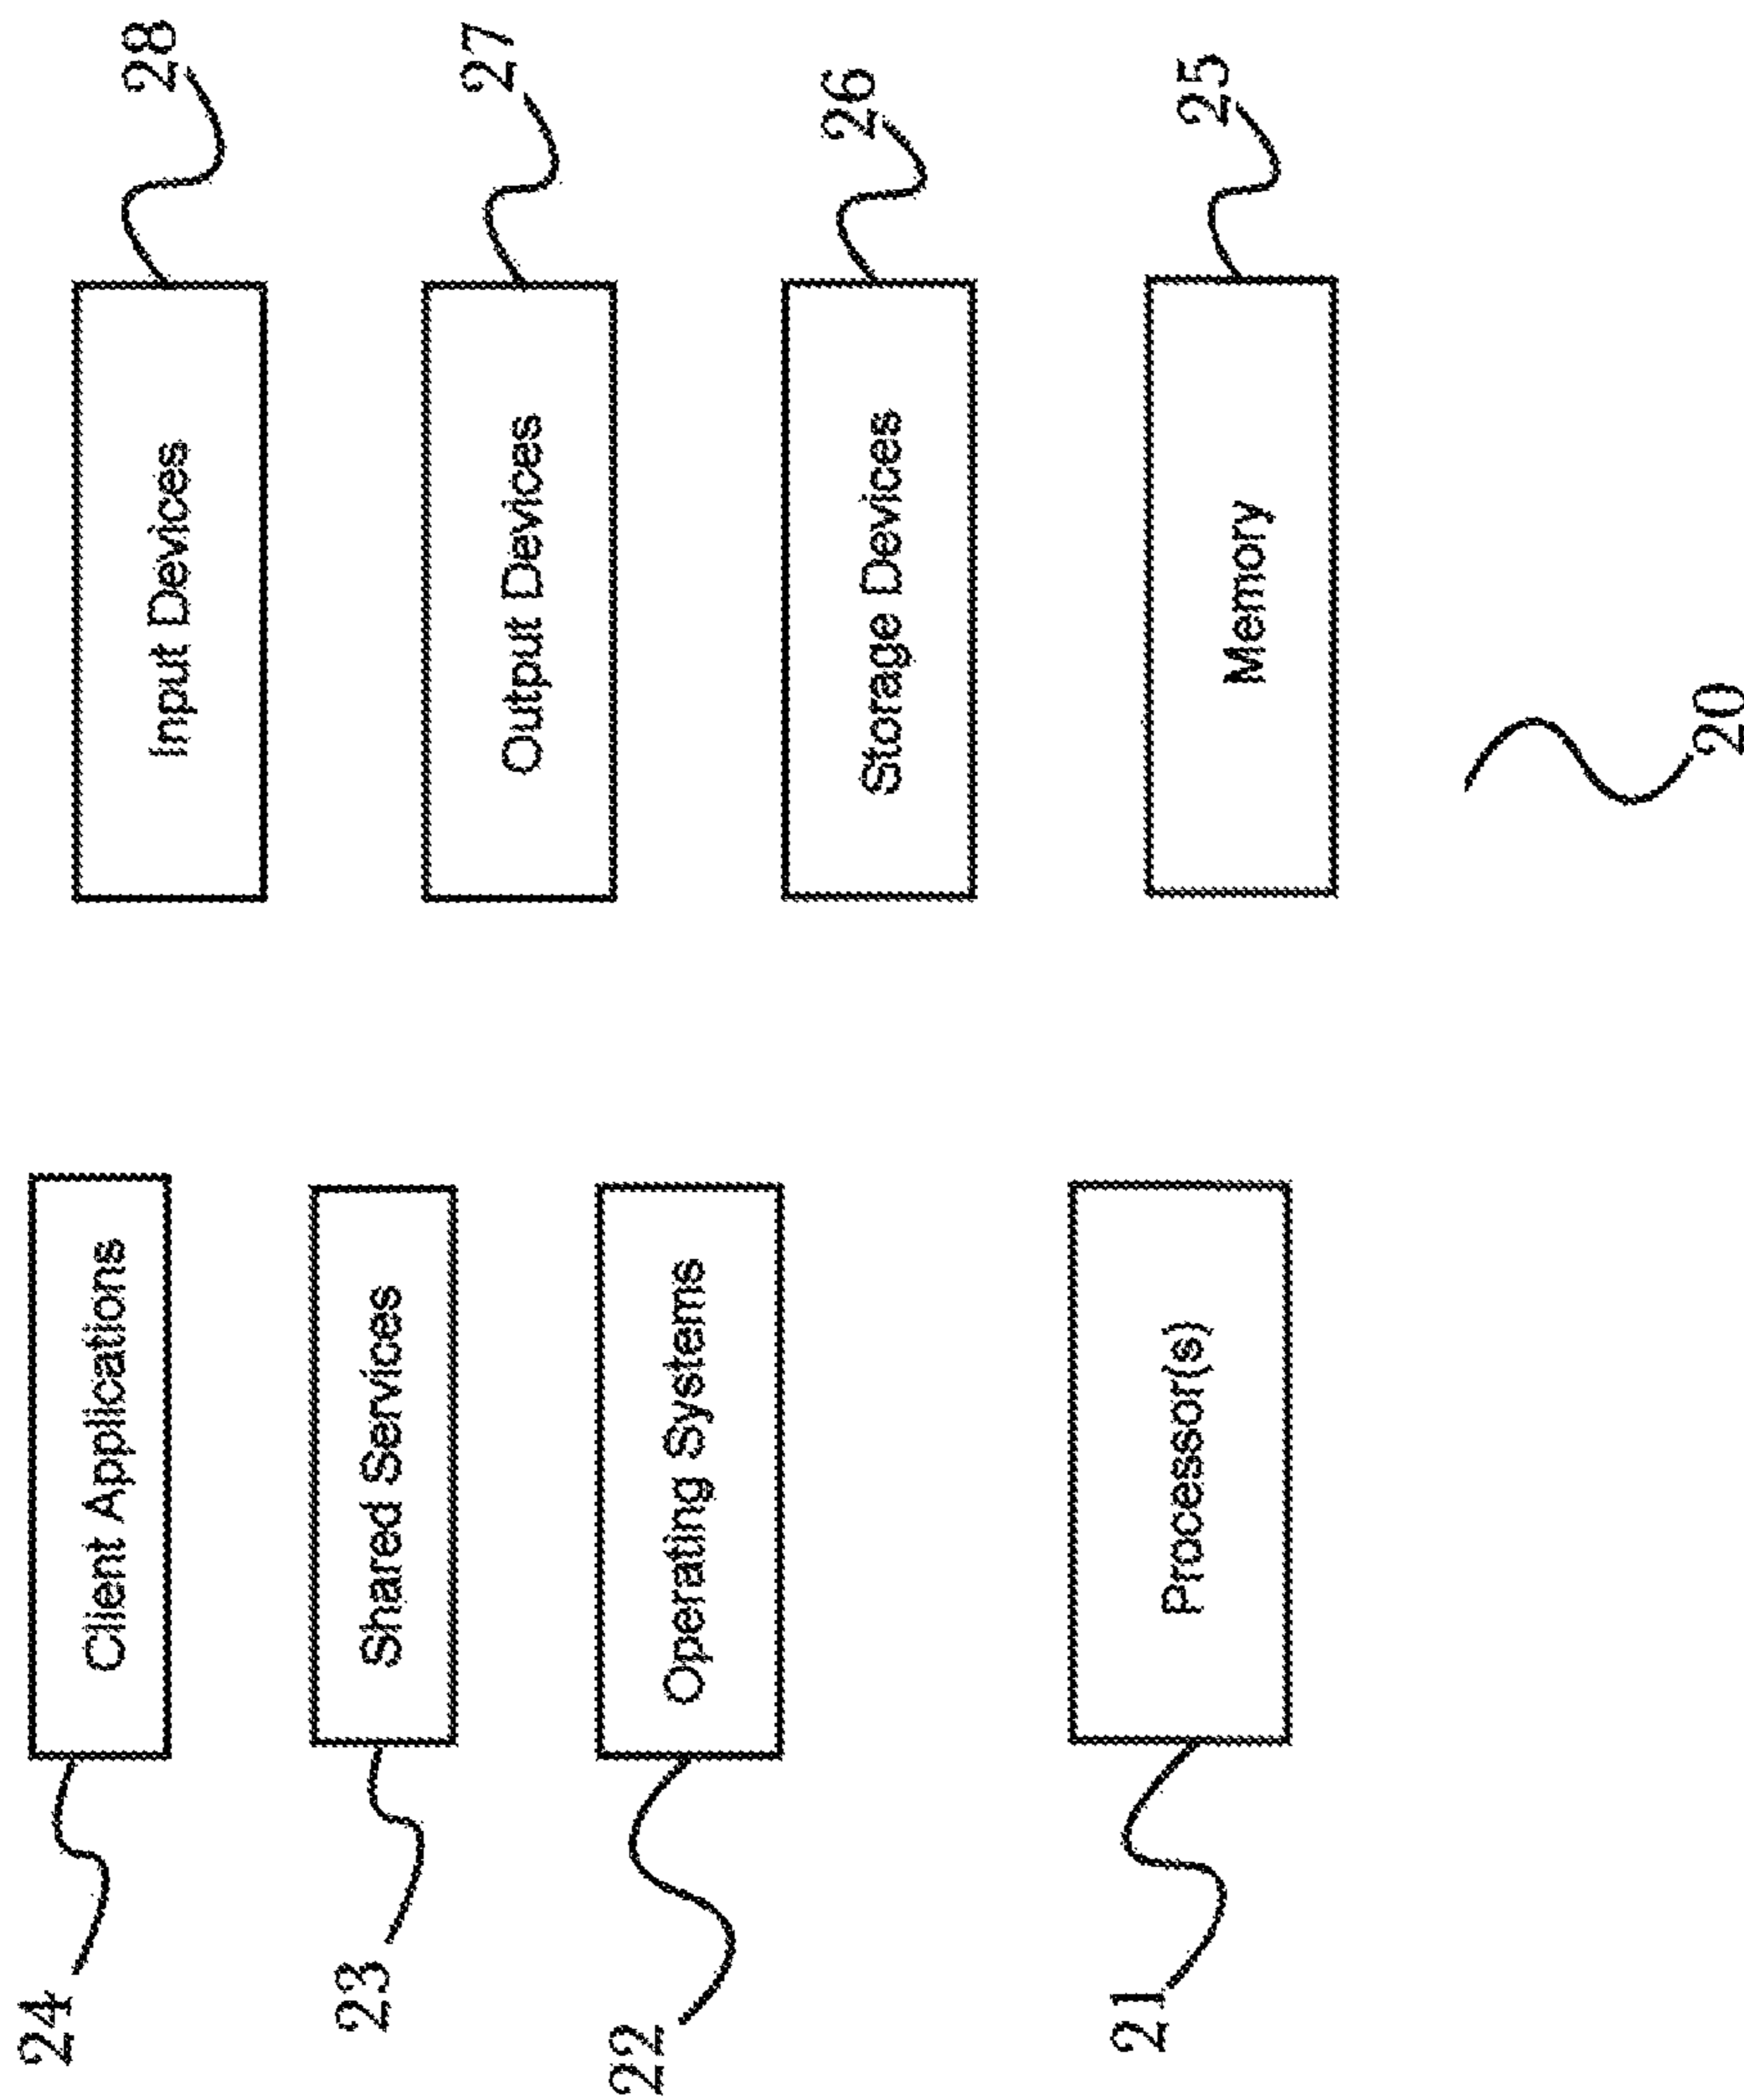 24
Client Applications
23
Shared Services
22
Operating Systems
21
Processor(s)
Input Devices
28
Output Devices
27
Storage Devices
26
Memory
25
20